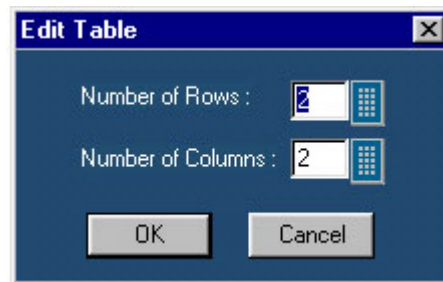 Edit Table
Number of Rows : 2
Number of Columns : 2
OK Cancel